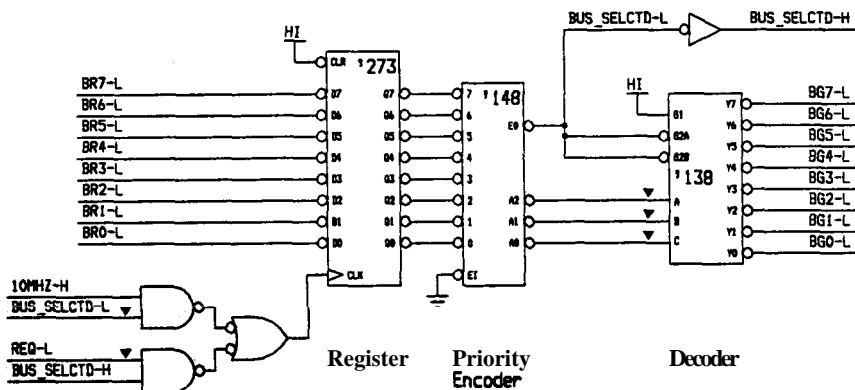 BUS_SELCTD-L BUS_SELCTD-H
HI
CLR '273
BR7-L D7 Q7 7 '148
BR6-L D6 Q6 6
BR5-L D5 Q5 5 EO
BR4-L D4 Q4 4
BR3-L D3 Q3 3
BR2-L D2 Q2 2 A2
BR1-L D1 Q1 1 A1
BR0-L D0 Q0 0 A0
CLK EI
HI
G1 Y7 BG7-L
Y6 BG6-L
G2A Y5 BG5-L
G2B Y4 BG4-L
'138 Y3 BG3-L
A Y2 BG2-L
B Y1 BG1-L
C Y0 BG0-L
10MHZ-H
BUS_SELCTD-L
REQ-L
BUS_SELCTD-H
Register Priority Decoder
Encoder